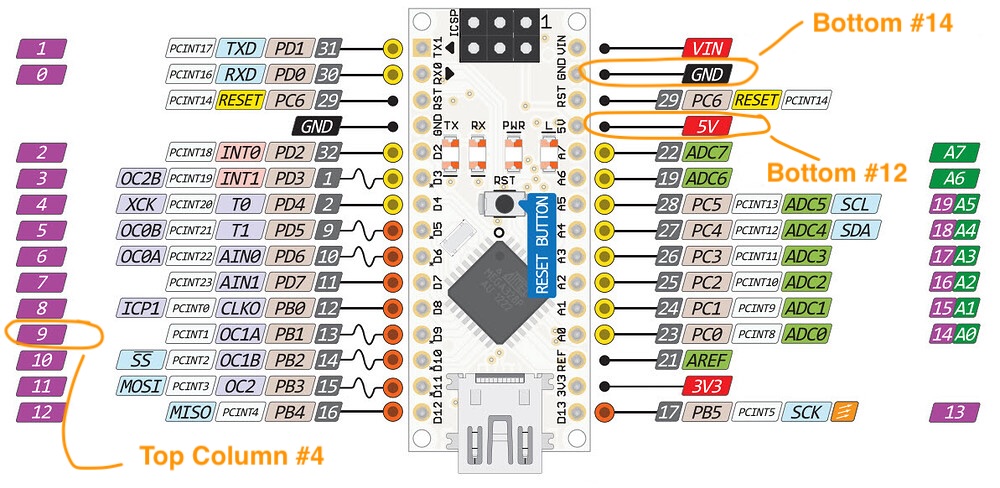 Bottom #14
ICSP 1
1 PCINT17 TXD PD1 31 TX1 VIN VIN
0 PCINT16 RXD PD0 30 RX0 GND GND
PCINT14 RESET PC6 29 RST RST 29 PC6 RESET PCINT14
GND GND TX RX PWR L 5V 5V
2 PCINT18 INT0 PD2 32 D2 A7 22 ADC7 A7
Bottom #12
3 OC2B PCINT19 INT1 PD3 1 D3 RST A6 19 ADC6 A6
4 XCK PCINT20 T0 PD4 2 D4 A5 28 PC5 PCINT13 ADC5 SCL 19 A5
5 OC0B PCINT21 T1 PD5 9 D5 A4 27 PC4 PCINT12 ADC4 SDA 18 A4
RESET BUTTON
6 OC0A PCINT22 AIN0 PD6 10 D6 A3 26 PC3 PCINT11 ADC3 17 A3
7 PCINT23 AIN1 PD7 11 D7 A2 25 PC2 PCINT10 ADC2 16 A2
8 ICP1 PCINT0 CLKO PB0 12 D8 A1 24 PC1 PCINT9 ADC1 15 A1
9 PCINT1 OC1A PB1 13 D9 A0 23 PC0 PCINT8 ADC0 14 A0
10 SS PCINT2 OC1B PB2 14 D10 REF 21 AREF
11 MOSI PCINT3 OC2 PB3 15 D11 3V3 3V3
12 MISO PCINT4 PB4 16 D12 D13 17 PB5 PCINT5 SCK 13
Top Column #4